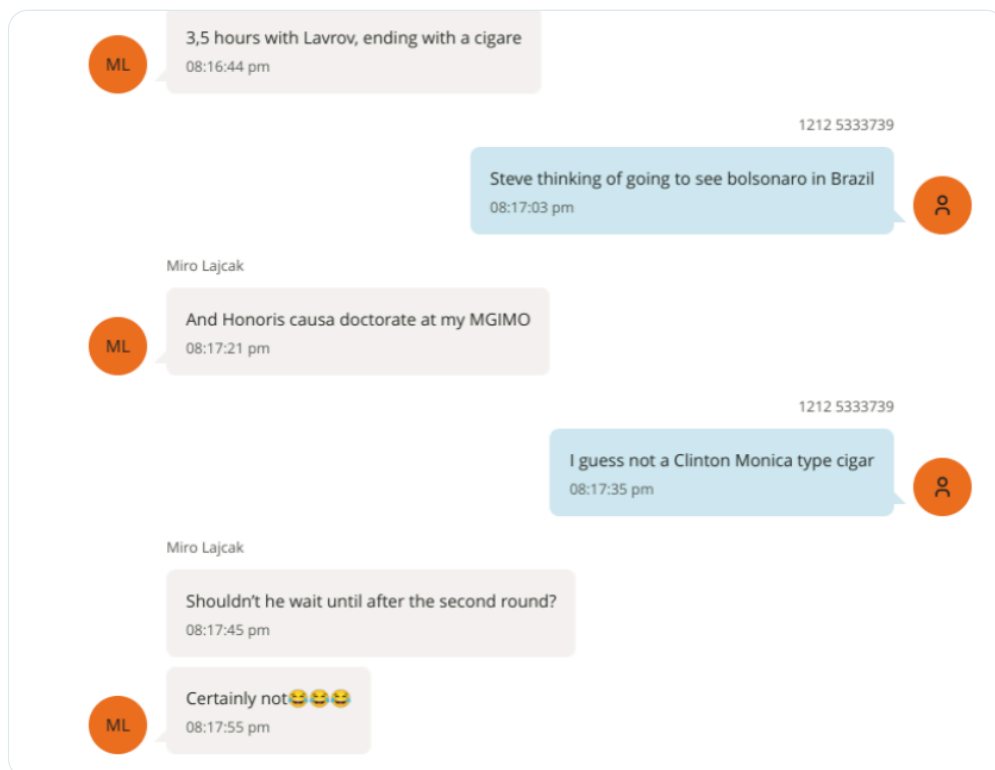 3,5 hours with Lavrov, ending with a cigare
ML
08:16:44 pm
1212 5333739
Steve thinking of going to see bolsonaro in Brazil
08:17:03 pm
Miro Lajcak
And Honoris causa doctorate at my MGIMO
ML
08:17:21 pm
1212 5333739
I guess not a Clinton Monica type cigar
08:17:35 pm
Miro Lajcak
Shouldn't he wait until after the second round?
08:17:45 pm
Certainly not😂😂😂
ML
08:17:55 pm